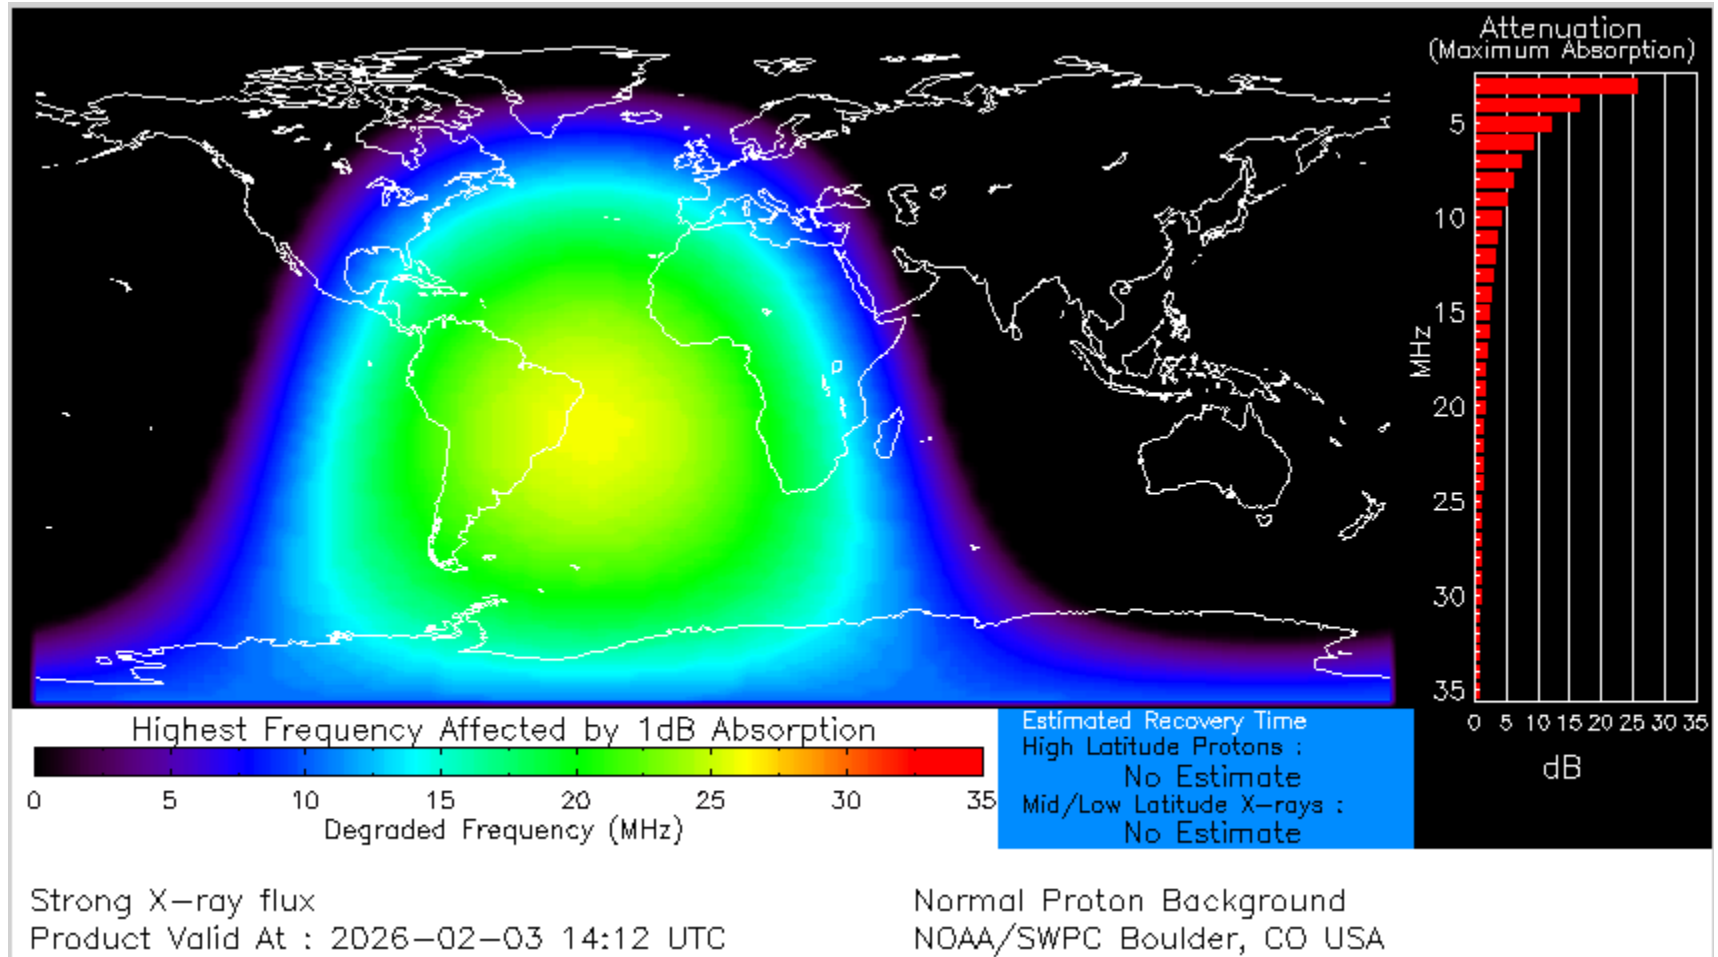 Attenuation
(Maximum Absorption)
5
10
15
20
25
30
35
MHz
0 5 10 15 20 25 30 35
dB
Highest Frequency Affected by 1dB Absorption
0 5 10 15 20 25 30 35
Degraded Frequency (MHz)
Estimated Recovery Time
High Latitude Protons :
No Estimate
Mid/Low Latitude X-rays :
No Estimate
Strong X-ray flux
Normal Proton Background
Product Valid At : 2026-02-03 14:12 UTC
NOAA/SWPC Boulder, CO USA